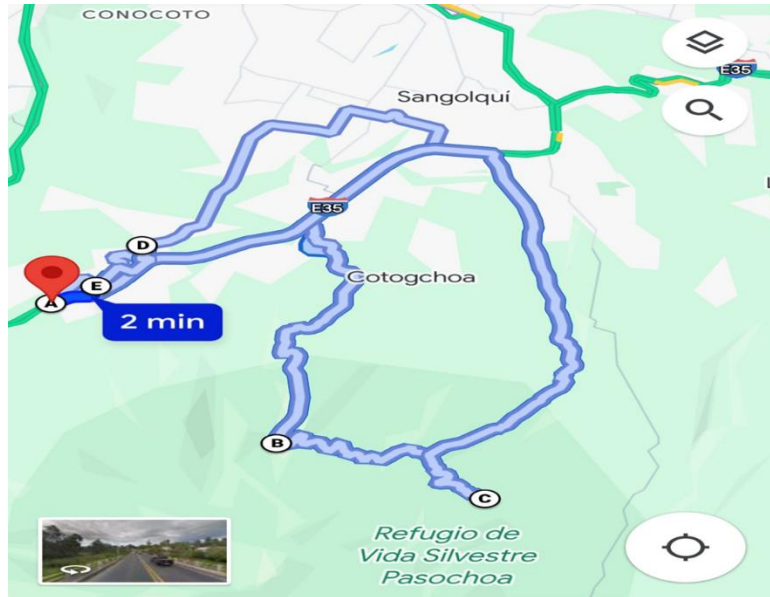 CONOCOTO
E35
Sangolquí
E35
D
E
Cotogchoa
A
2 min
B
C
Refugio de
Vida Silvestre
Pasochoa